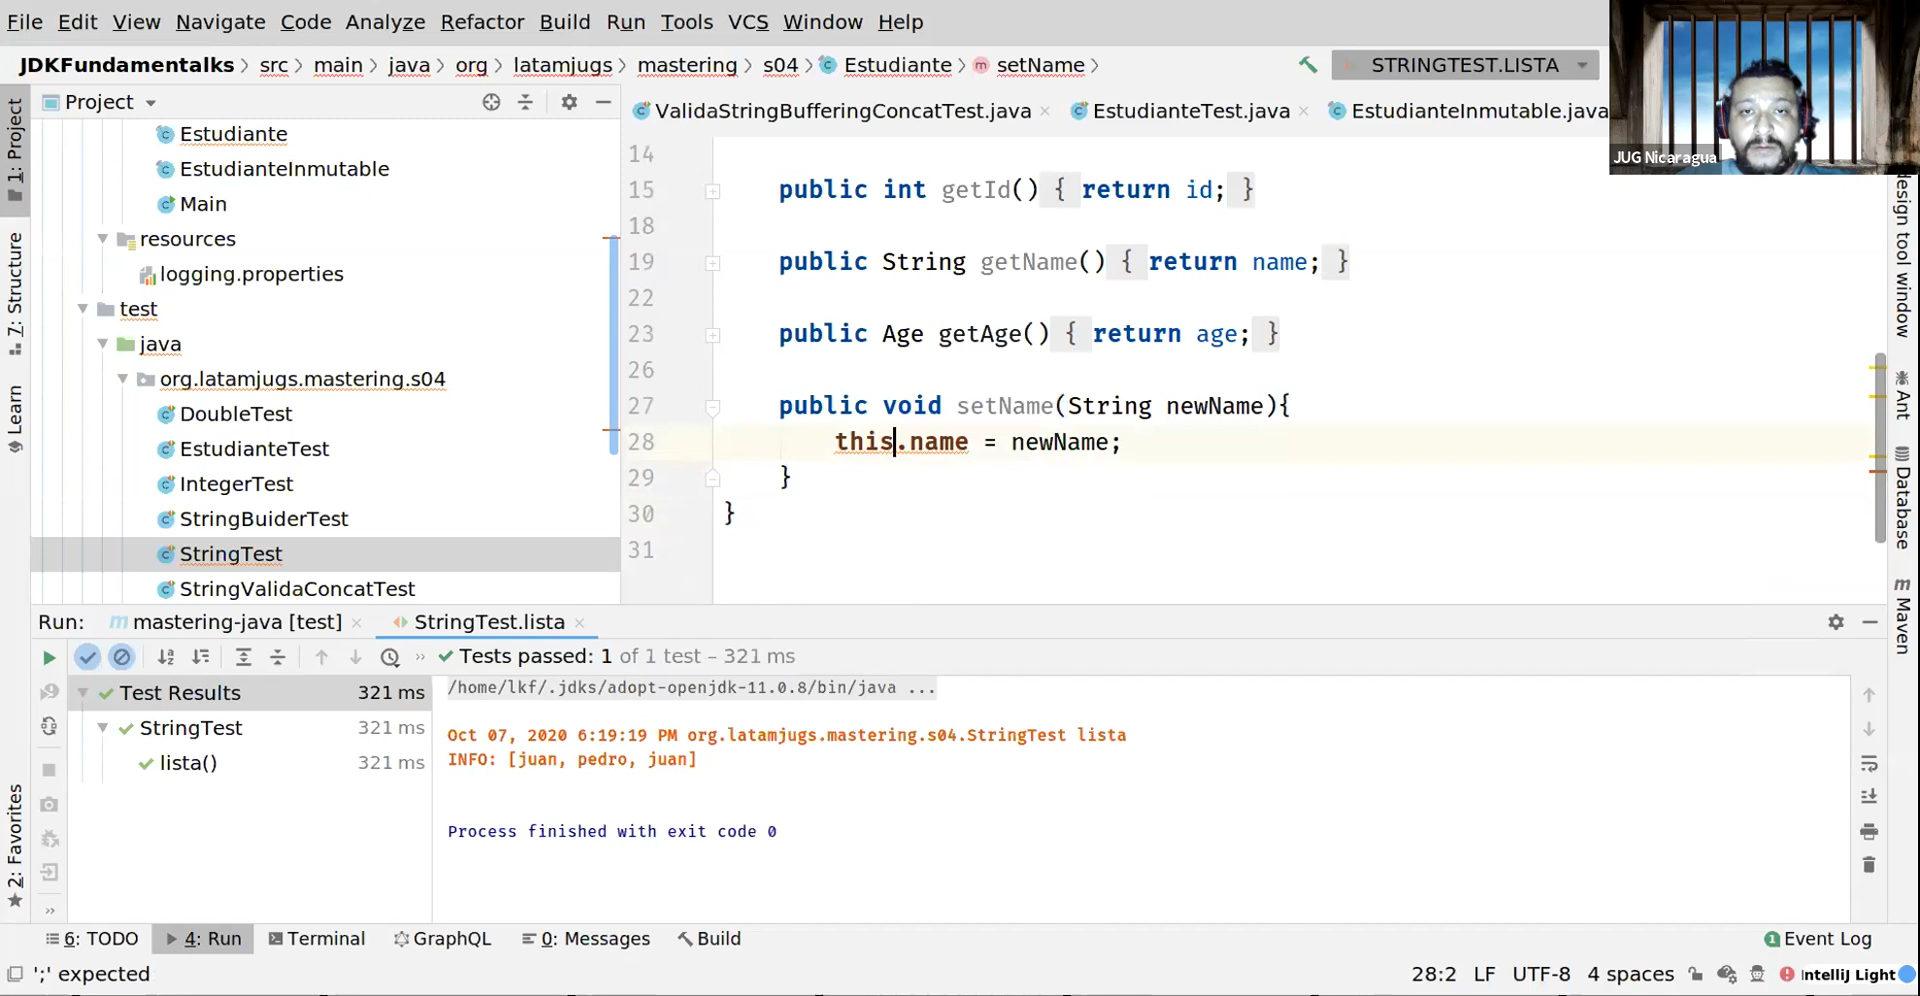 File Edit View Navigate Code Analyze Refactor Build Run Tools VCS Window Help
JDKFundamentalks src main java org latamjugs mastering s04 Estudiante setName
STRINGTEST.LISTA
JUG Nicaragua
1: Project
7: Structure
Learn
2: Favorites
Project
Estudiante
EstudianteInmutable
Main
resources
logging.properties
test
java
org.latamjugs.mastering.s04
DoubleTest
EstudianteTest
IntegerTest
StringBuiderTest
StringTest
StringValidaConcatTest
ValidaStringBufferingConcatTest.java EstudianteTest.java EstudianteInmutable.java
14
15 public int getId() { return id; }
18
19 public String getName() { return name; }
22
23 public Age getAge() { return age; }
26
27 public void setName(String newName){
28 this.name = newName;
29 }
30 }
31
design tool window
Ant
Database
Maven
Run: mastering-java [test] StringTest.lista
Tests passed: 1 of 1 test – 321 ms
Test Results 321 ms
StringTest 321 ms
lista() 321 ms
/home/lkf/.jdks/adopt-openjdk-11.0.8/bin/java ...
Oct 07, 2020 6:19:19 PM org.latamjugs.mastering.s04.StringTest lista
INFO: [juan, pedro, juan]
Process finished with exit code 0
6: TODO 4: Run Terminal GraphQL 0: Messages Build 1 Event Log
';' expected 28:2 LF UTF-8 4 spaces IntelliJ Light